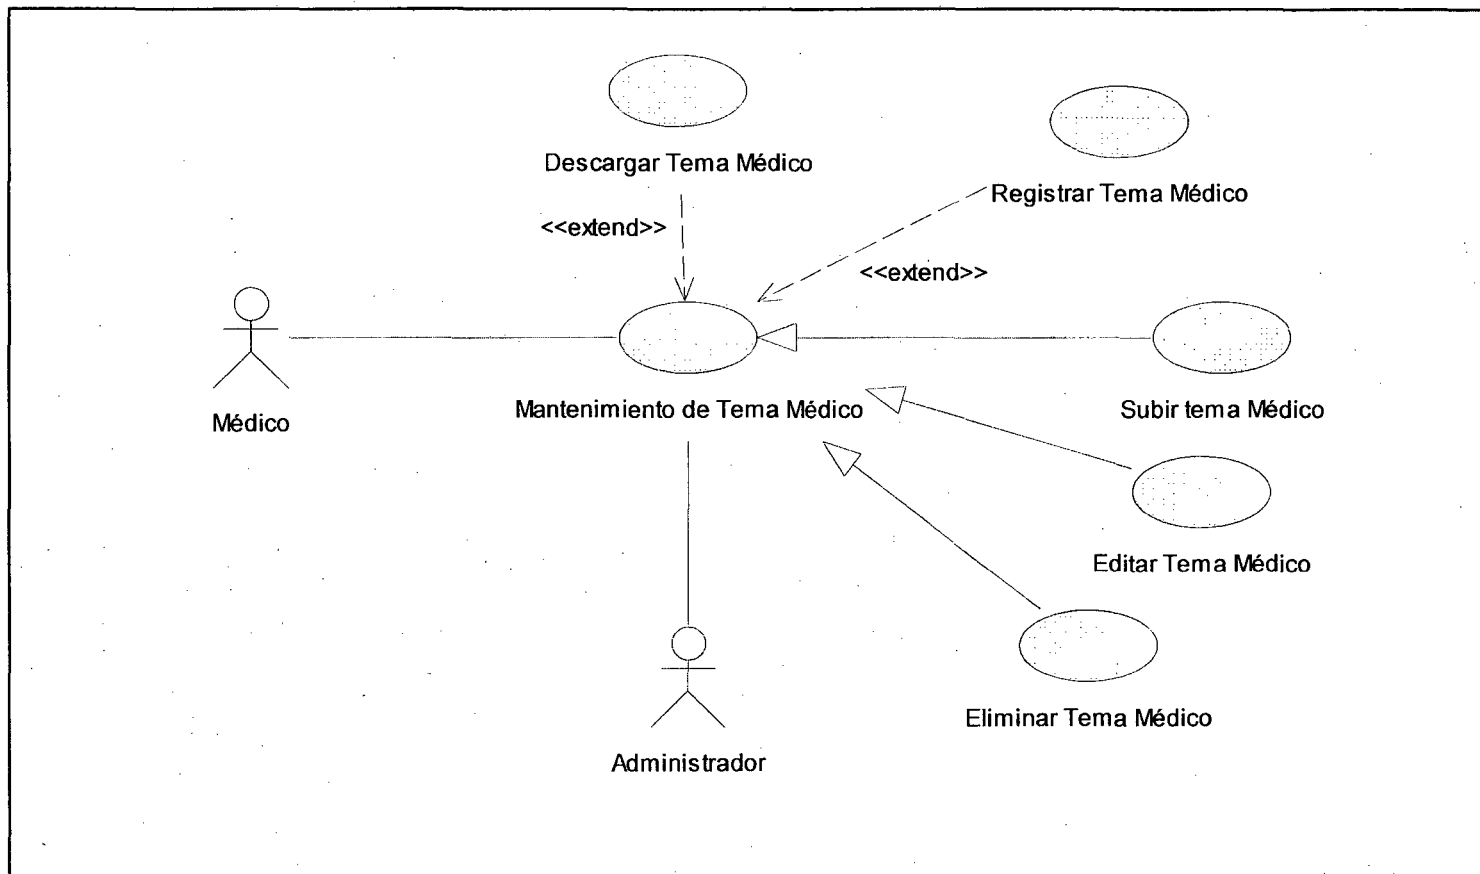 Descargar Tema Médico
Registrar Tema Médico
<<extend>>
<<extend>>
Médico
Mantenimiento de Tema Médico
Subir tema Médico
Editar Tema Médico
Eliminar Tema Médico
Administrador